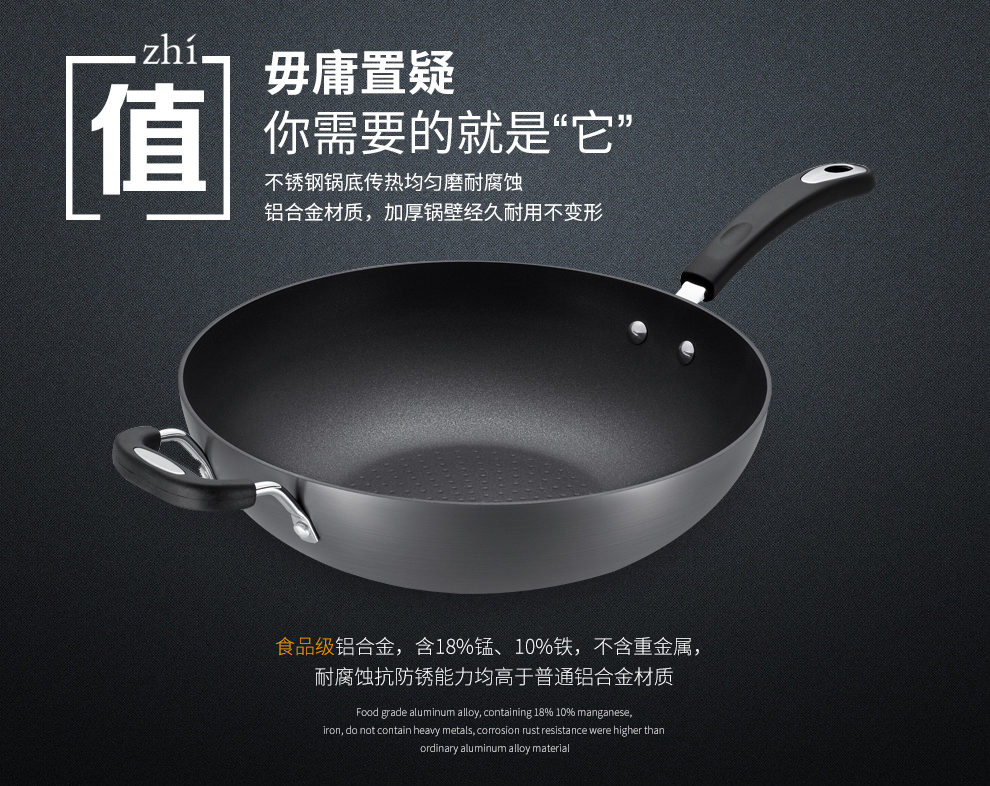 zhí
值
毋庸置疑
你需要的就是“它”
不锈钢锅底传热均匀磨耐腐蚀
铝合金材质，加厚锅壁经久耐用不变形
食品级铝合金，含18%锰、10%铁，不含重金属，
耐腐蚀抗防锈能力均高于普通铝合金材质
Food grade aluminum alloy, containing 18% 10% manganese,
iron, do not contain heavy metals, corrosion rust resistance were higher than
ordinary aluminum alloy material